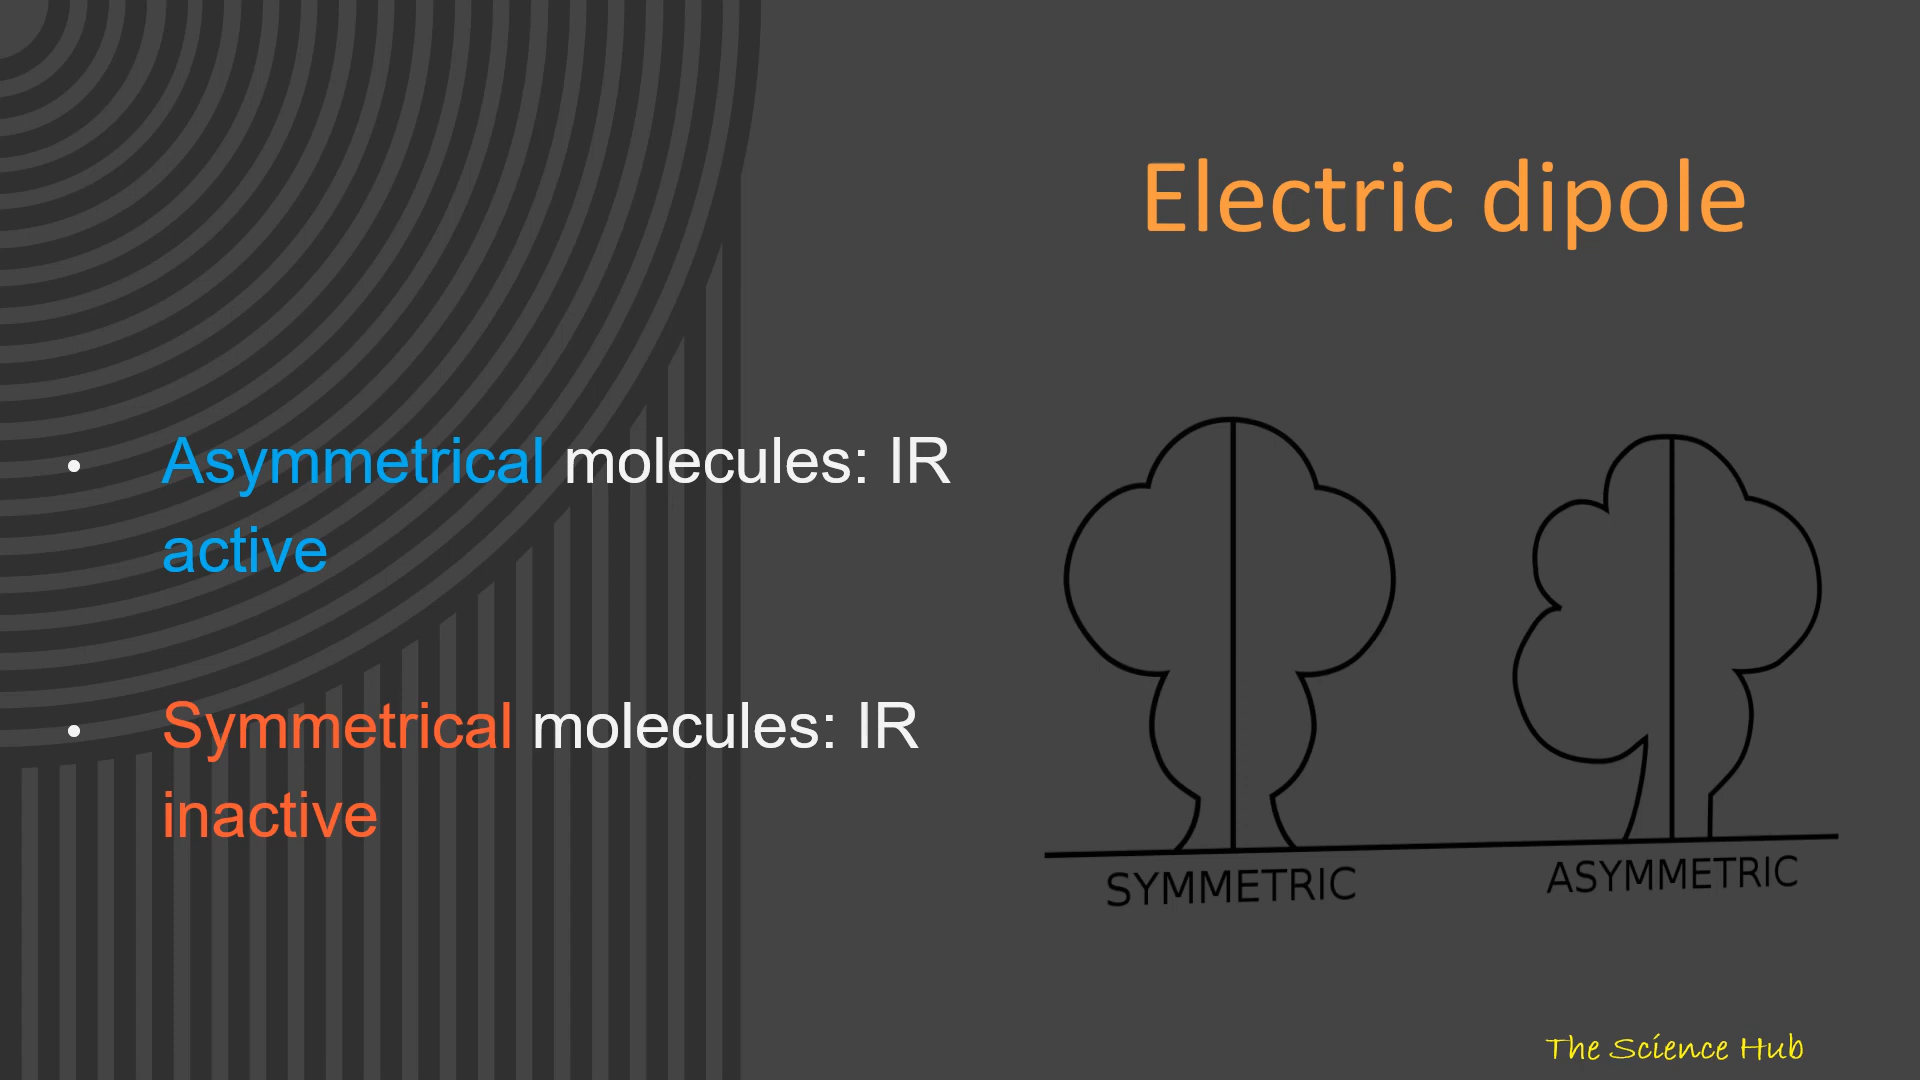 Electric dipole
• Asymmetrical molecules: IR
active
• Symmetrical molecules: IR
inactive
SYMMETRIC
ASYMMETRIC
The Science Hub